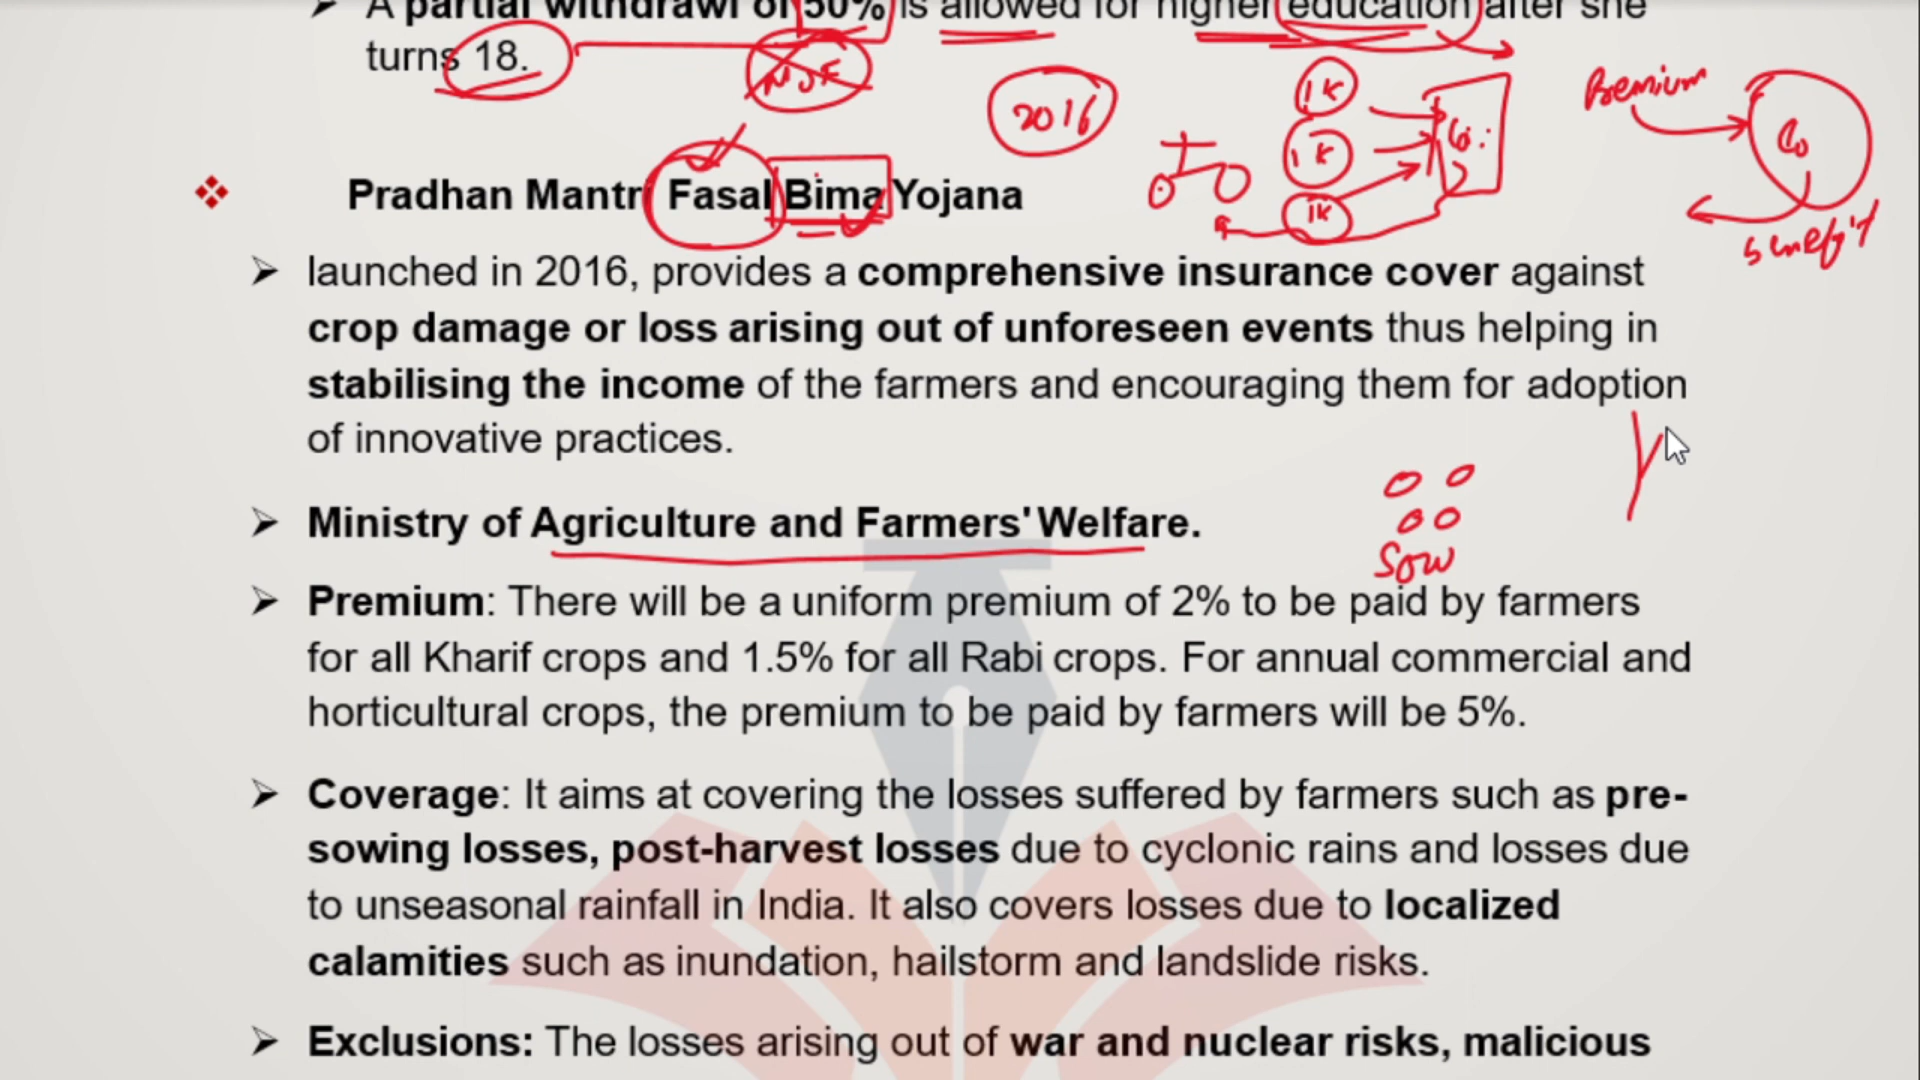 ➤ A partial withdrawl of 50% is allowed for higher education after she
turns 18.
2016
1K
1K
1K
Premium
Co
benefit
❖ Pradhan Mantri Fasal Bima Yojana
➤ launched in 2016, provides a comprehensive insurance cover against
crop damage or loss arising out of unforeseen events thus helping in
stabilising the income of the farmers and encouraging them for adoption
of innovative practices.
➤ Ministry of Agriculture and Farmers' Welfare.
Sow
➤ Premium: There will be a uniform premium of 2% to be paid by farmers
for all Kharif crops and 1.5% for all Rabi crops. For annual commercial and
horticultural crops, the premium to be paid by farmers will be 5%.
➤ Coverage: It aims at covering the losses suffered by farmers such as pre-
sowing losses, post-harvest losses due to cyclonic rains and losses due
to unseasonal rainfall in India. It also covers losses due to localized
calamities such as inundation, hailstorm and landslide risks.
➤ Exclusions: The losses arising out of war and nuclear risks, malicious